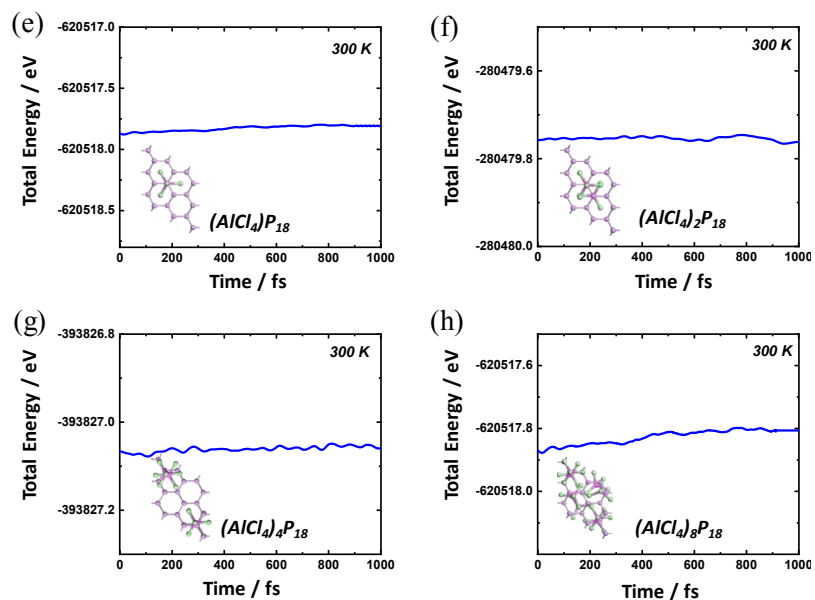 (e)
-620517.0
-620517.5
-620518.0
-620518.5
Total Energy / eV
300 K
(AlCl4)P18
0 200 400 600 800 1000
Time / fs
(f)
-280479.6
-280479.8
-280480.0
Total Energy / eV
300 K
(AlCl4)2P18
0 200 400 600 800 1000
Time / fs
(g)
-393826.8
-393827.0
-393827.2
Total Energy / eV
300 K
(AlCl4)4P18
0 200 400 600 800 1000
Time / fs
(h)
-620517.6
-620517.8
-620518.0
Total Energy / eV
300 K
(AlCl4)8P18
0 200 400 600 800 1000
Time / fs